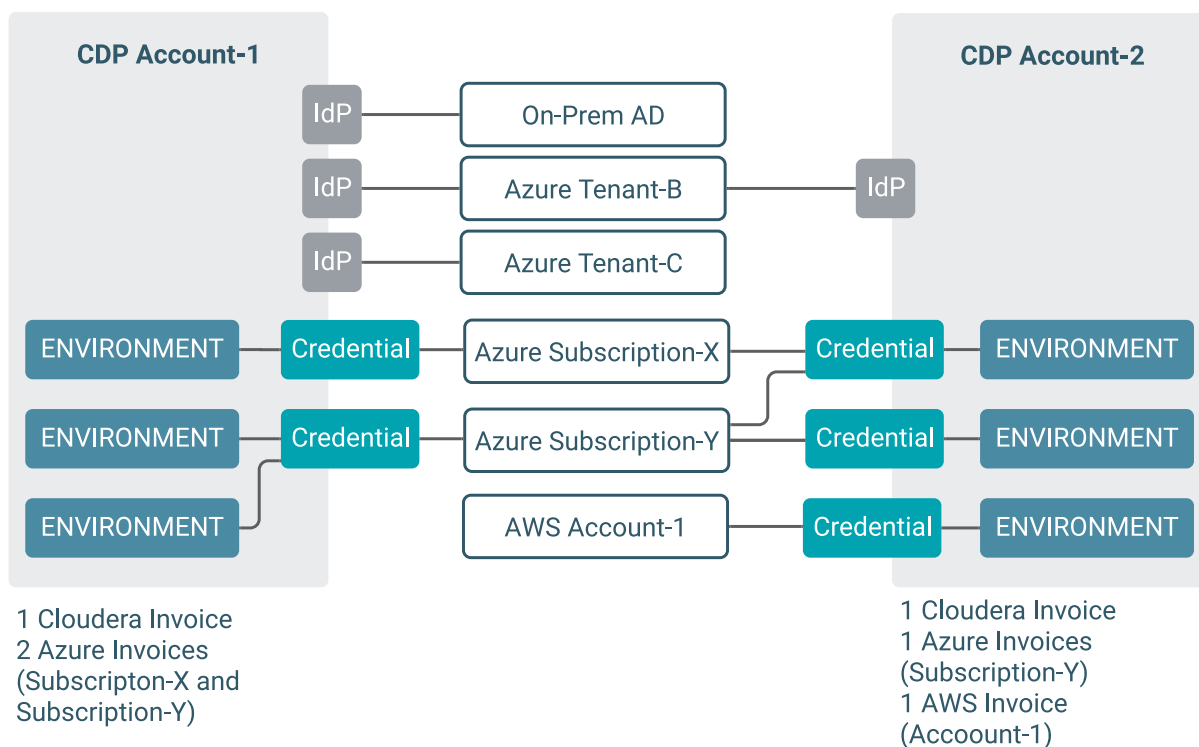 CDP Account-1
CDP Account-2
IdP
On-Prem AD
IdP
Azure Tenant-B
IdP
IdP
Azure Tenant-C
ENVIRONMENT
Credential
Azure Subscription-X
Credential
ENVIRONMENT
ENVIRONMENT
Credential
Azure Subscription-Y
Credential
ENVIRONMENT
ENVIRONMENT
AWS Account-1
Credential
ENVIRONMENT
1 Cloudera Invoice
2 Azure Invoices
(Subscripton-X and
Subscription-Y)
1 Cloudera Invoice
1 Azure Invoices
(Subscription-Y)
1 AWS Invoice
(Accoount-1)